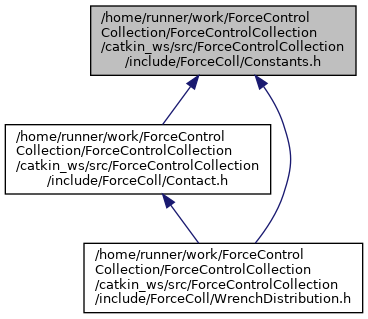 /home/runner/work/ForceControl
Collection/ForceControlCollection
/catkin_ws/src/ForceControlCollection
/include/ForceColl/Constants.h
/home/runner/work/ForceControl
Collection/ForceControlCollection
/catkin_ws/src/ForceControlCollection
/include/ForceColl/Contact.h
/home/runner/work/ForceControl
Collection/ForceControlCollection
/catkin_ws/src/ForceControlCollection
/include/ForceColl/WrenchDistribution.h